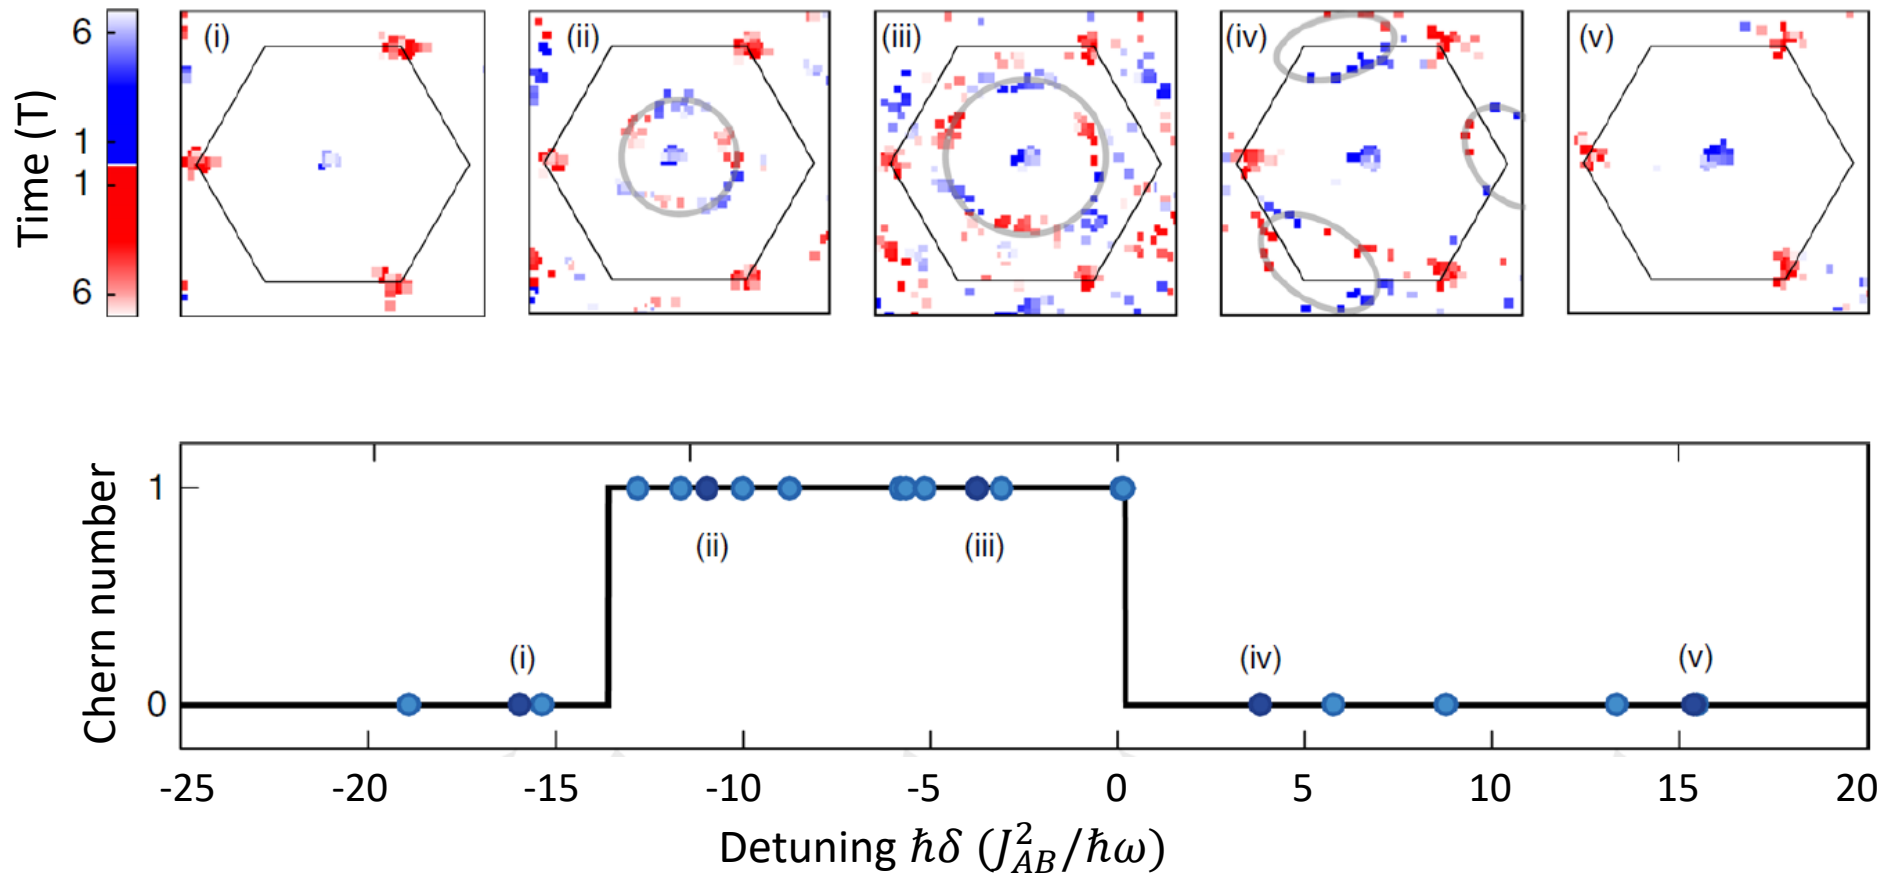 (i) (ii) (iii) (iv) (v)
6
1
1
6
Time (T)
1
0
Chern number
(ii) (iii)
(i) (iv) (v)
-25 -20 -15 -10 -5 0 5 10 15 20
Detuning ℏδ (J²_AB/ℏω)